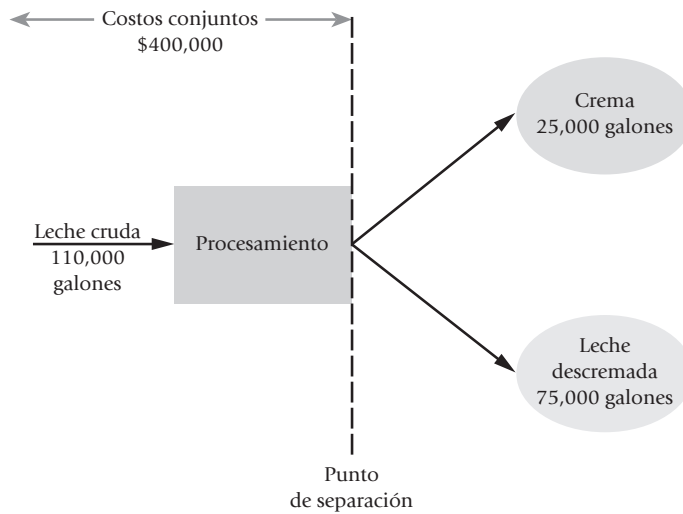 Costos conjuntos
$400,000
Crema
25,000 galones
Leche cruda
110,000
galones
Procesamiento
Leche
descremada
75,000 galones
Punto
de separación